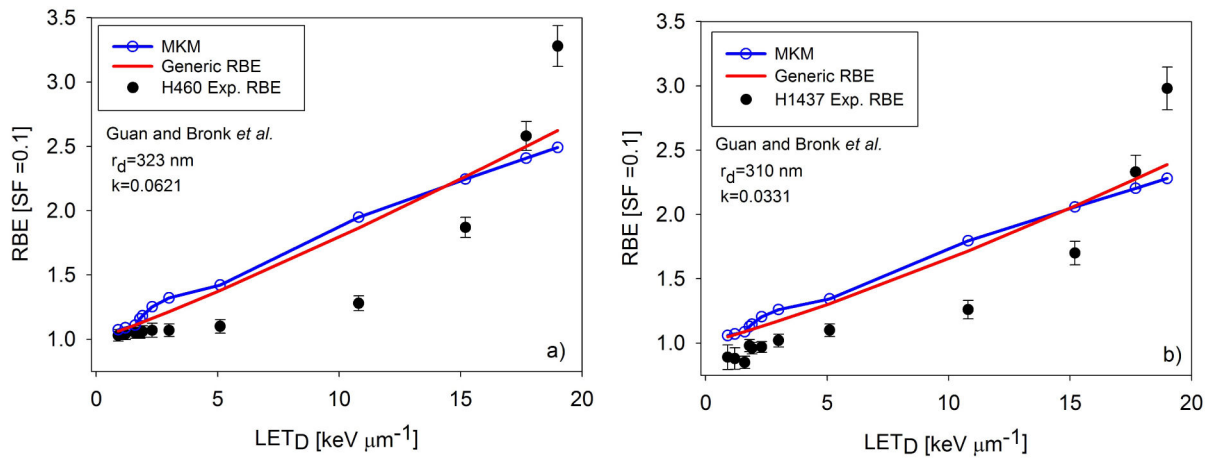 3.5
3.0
2.5
2.0
1.5
1.0
RBE [SF =0.1]
MKM
Generic RBE
H460 Exp. RBE
Guan and Bronk et al.
r_d=323 nm
k=0.0621
a)
0 5 10 15 20
LET_D [keV μm⁻¹]
3.5
3.0
2.5
2.0
1.5
1.0
RBE [SF =0.1]
MKM
Generic RBE
H1437 Exp. RBE
Guan and Bronk et al.
r_d=310 nm
k=0.0331
b)
0 5 10 15 20
LET_D [keV μm⁻¹]